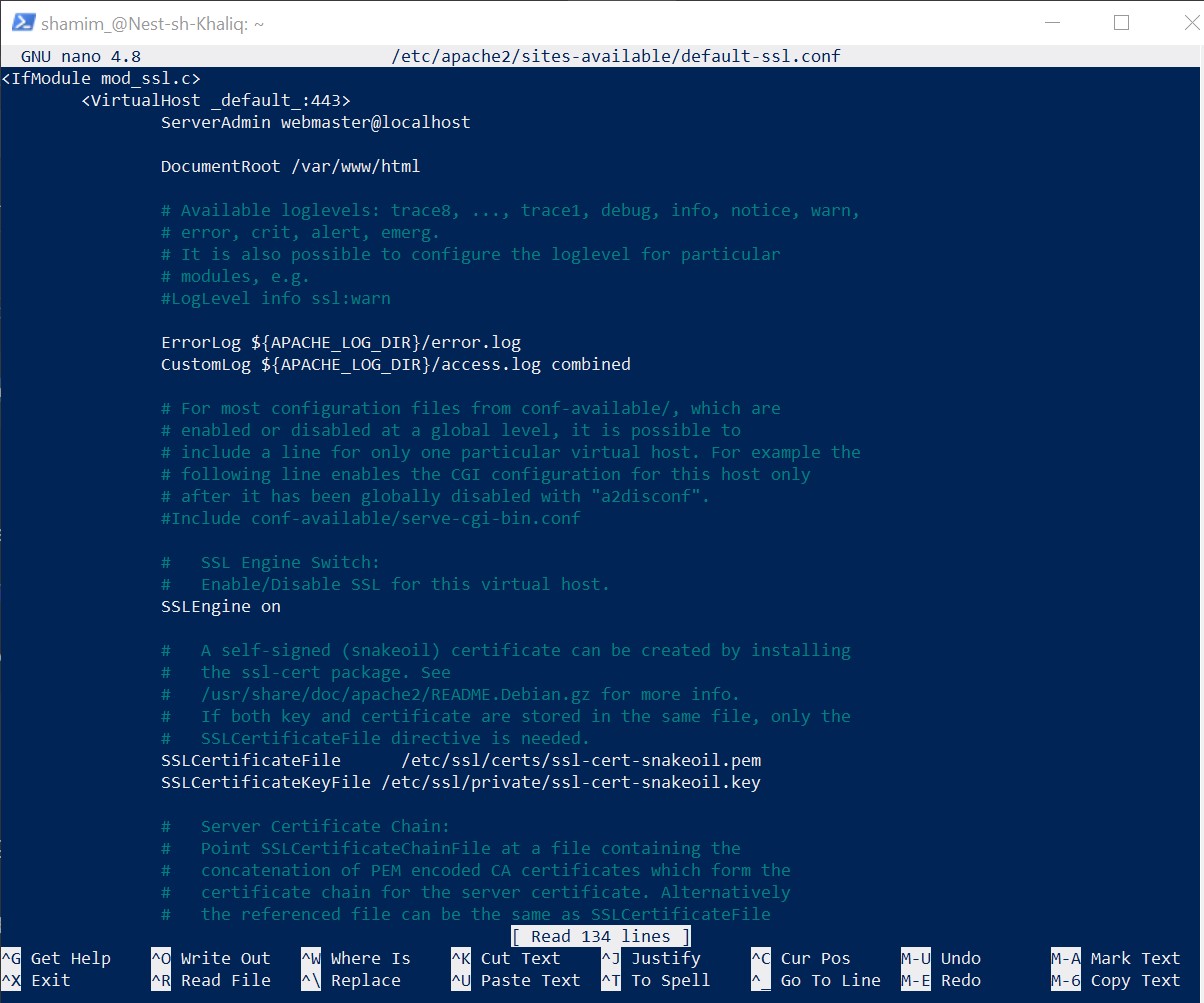 shamim_@Nest-sh-Khaliq: ~
GNU nano 4.8 /etc/apache2/sites-available/default-ssl.conf
<IfModule mod_ssl.c>
<VirtualHost _default_:443>
ServerAdmin webmaster@localhost
DocumentRoot /var/www/html
# Available loglevels: trace8, ..., trace1, debug, info, notice, warn,
# error, crit, alert, emerg.
# It is also possible to configure the loglevel for particular
# modules, e.g.
#LogLevel info ssl:warn
ErrorLog ${APACHE_LOG_DIR}/error.log
CustomLog ${APACHE_LOG_DIR}/access.log combined
# For most configuration files from conf-available/, which are
# enabled or disabled at a global level, it is possible to
# include a line for only one particular virtual host. For example the
# following line enables the CGI configuration for this host only
# after it has been globally disabled with "a2disconf".
#Include conf-available/serve-cgi-bin.conf
#   SSL Engine Switch:
#   Enable/Disable SSL for this virtual host.
SSLEngine on
#   A self-signed (snakeoil) certificate can be created by installing
#   the ssl-cert package. See
#   /usr/share/doc/apache2/README.Debian.gz for more info.
#   If both key and certificate are stored in the same file, only the
#   SSLCertificateFile directive is needed.
SSLCertificateFile      /etc/ssl/certs/ssl-cert-snakeoil.pem
SSLCertificateKeyFile /etc/ssl/private/ssl-cert-snakeoil.key
#   Server Certificate Chain:
#   Point SSLCertificateChainFile at a file containing the
#   concatenation of PEM encoded CA certificates which form the
#   certificate chain for the server certificate. Alternatively
#   the referenced file can be the same as SSLCertificateFile
[ Read 134 lines ]
^G Get Help ^O Write Out ^W Where Is ^K Cut Text ^J Justify ^C Cur Pos M-U Undo M-A Mark Text
^X Exit ^R Read File ^\ Replace ^U Paste Text ^T To Spell ^_ Go To Line M-E Redo M-6 Copy Text